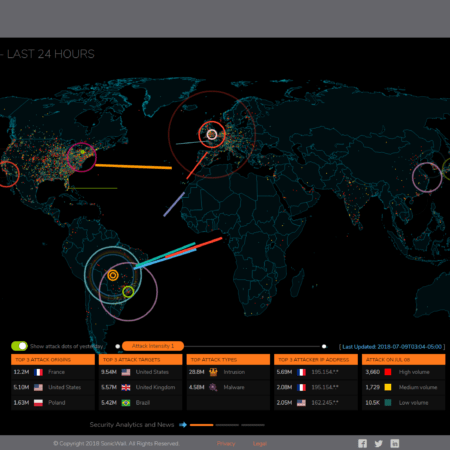 - LAST 24 HOURS
Show attack dots of yesterday
Attack Intensity: 1
[ Last Updated: 2018-07-09T03:04-05:00 ]
TOP 3 ATTACK ORIGINS
12.2M France
5.10M United States
1.63M Poland
TOP 3 ATTACK TARGETS
9.54M United States
5.57M United Kingdom
5.42M Brazil
TOP ATTACK TYPES
28.8M Intrusion
4.58M Malware
TOP 3 ATTACKER IP ADDRESS
5.69M 195.154.*.*
2.08M 195.154.*.*
2.05M 162.245.*.*
3,660 High-volume
1,729 Medium-volume
10.5K Low-volume
Security Analytics and News
© Copyright 2018 SonicWall. All Rights Reserved.
Privacy
Legal